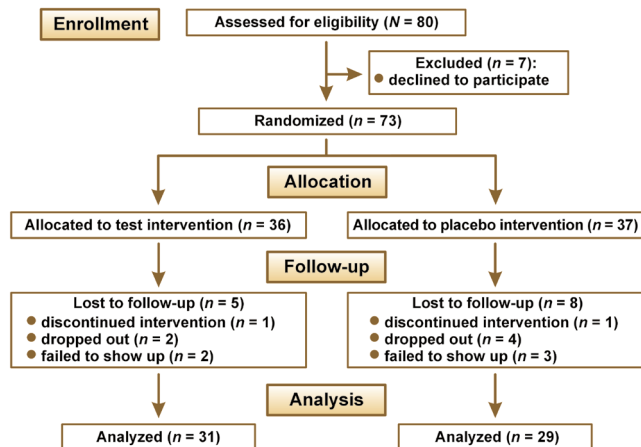 Enrollment
Assessed for eligibility (N = 80)
Excluded (n = 7):
● declined to participate
Randomized (n = 73)
Allocation
Allocated to test intervention (n = 36)
Allocated to placebo intervention (n = 37)
Follow-up
Lost to follow-up (n = 5)
● discontinued intervention (n = 1)
● dropped out (n = 2)
● failed to show up (n = 2)
Lost to follow-up (n = 8)
● discontinued intervention (n = 1)
● dropped out (n = 4)
● failed to show up (n = 3)
Analysis
Analyzed (n = 31)
Analyzed (n = 29)